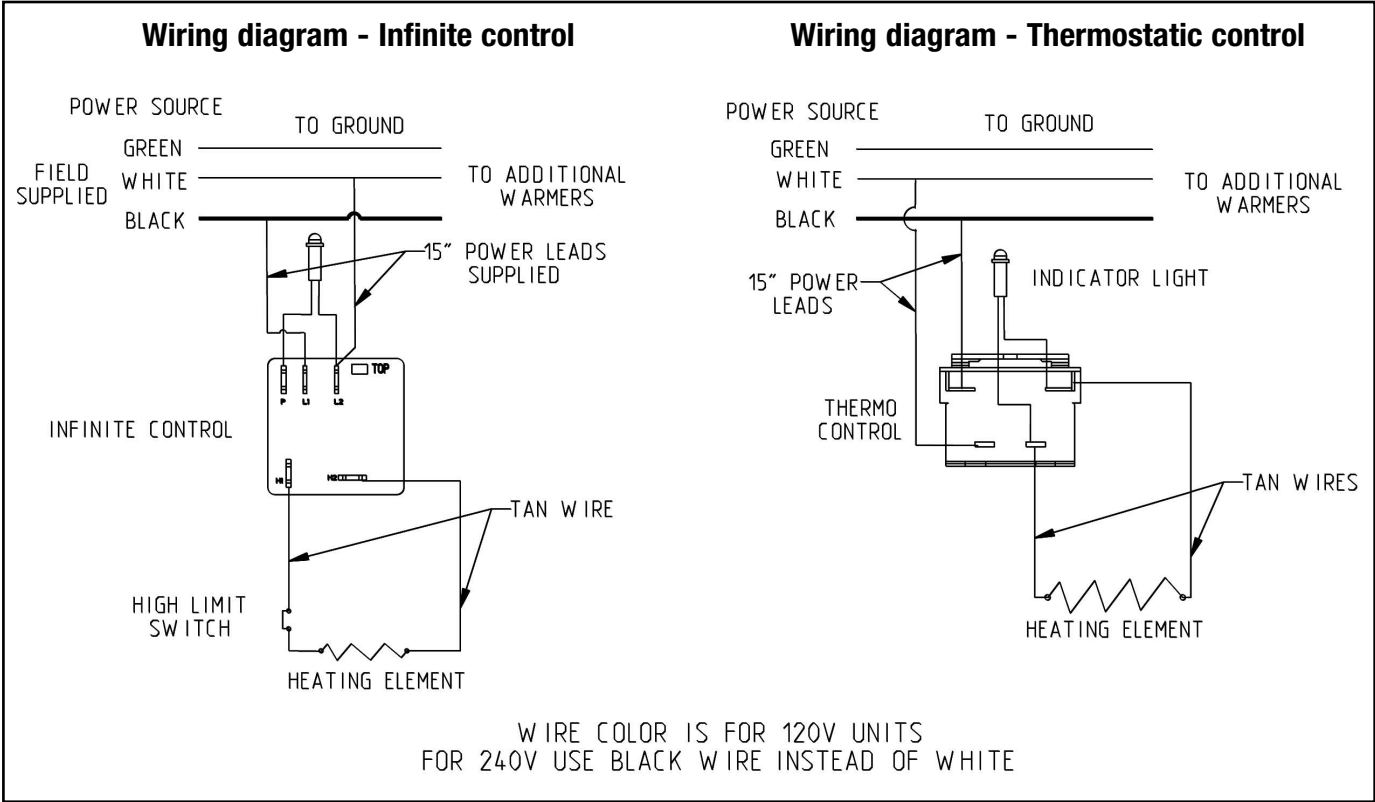 Wiring diagram - Infinite control
POWER SOURCE
TO GROUND
GREEN
FIELD
SUPPLIED
WHITE
BLACK
TO ADDITIONAL
WARMERS
15" POWER LEADS
SUPPLIED
TOP
P L1 L2
INFINITE CONTROL
H1
H2
TAN WIRE
HIGH LIMIT
SWITCH
HEATING ELEMENT
Wiring diagram - Thermostatic control
POWER SOURCE
TO GROUND
GREEN
WHITE
BLACK
TO ADDITIONAL
WARMERS
15" POWER
LEADS
INDICATOR LIGHT
THERMO
CONTROL
TAN WIRES
HEATING ELEMENT
WIRE COLOR IS FOR 120V UNITS
FOR 240V USE BLACK WIRE INSTEAD OF WHITE